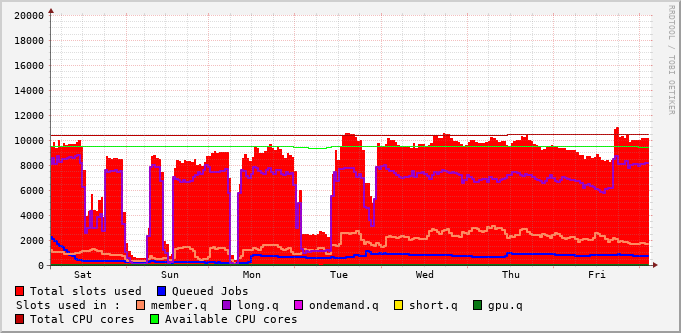 20000
18000
16000
14000
12000
10000
8000
6000
4000
2000
0
Sat Sun Mon Tue Wed Thu Fri
Total slots used Queued Jobs
Slots used in : member.q long.q ondemand.q short.q gpu.q
Total CPU cores Available CPU cores
RRDTOOL / TOBI OETIKER